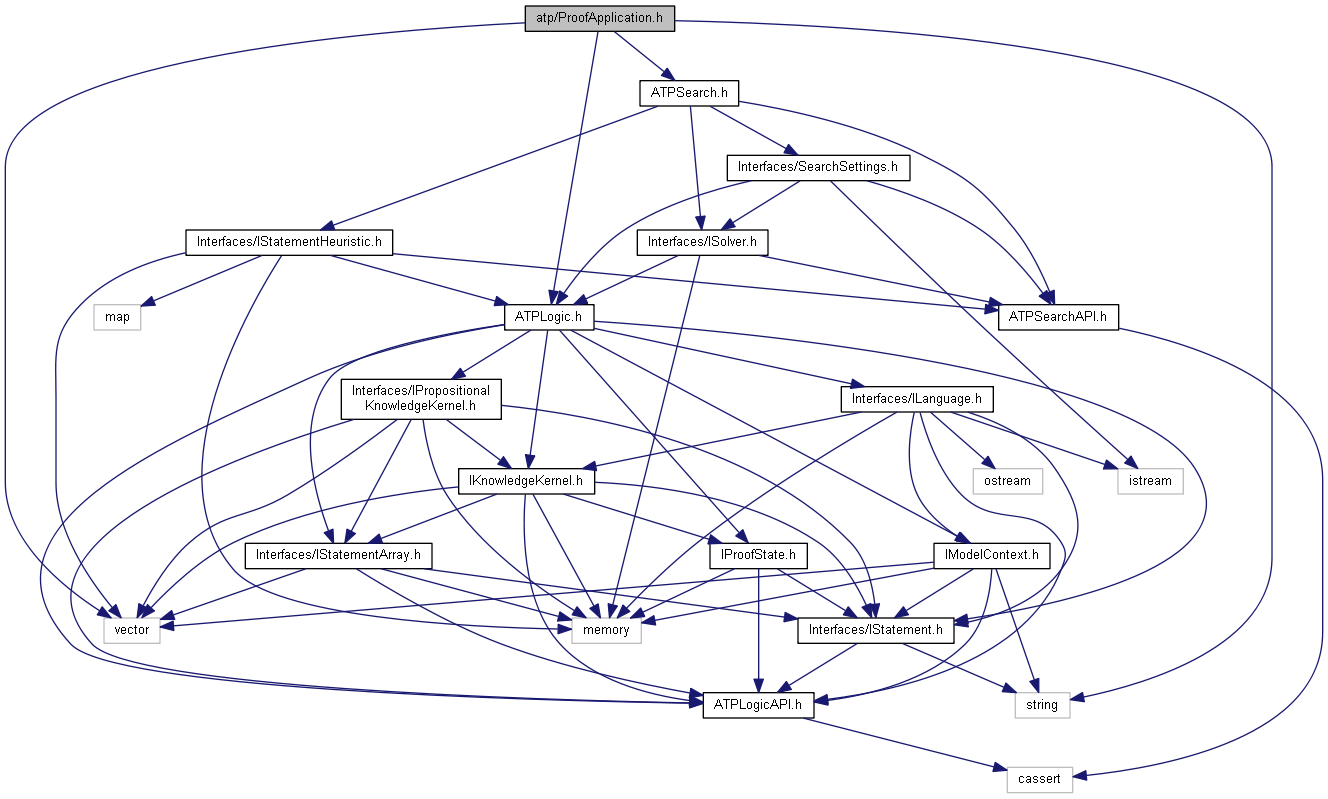 atp/ProofApplication.h
ATPSearch.h
Interfaces/SearchSettings.h
Interfaces/IStatementHeuristic.h
Interfaces/ISolver.h
map
ATPLogic.h
ATPSearchAPI.h
Interfaces/IPropositional
KnowledgeKernel.h
Interfaces/ILanguage.h
IKnowledgeKernel.h
ostream
istream
Interfaces/IStatementArray.h
IProofState.h
IModelContext.h
vector
memory
Interfaces/IStatement.h
ATPLogicAPI.h
string
cassert